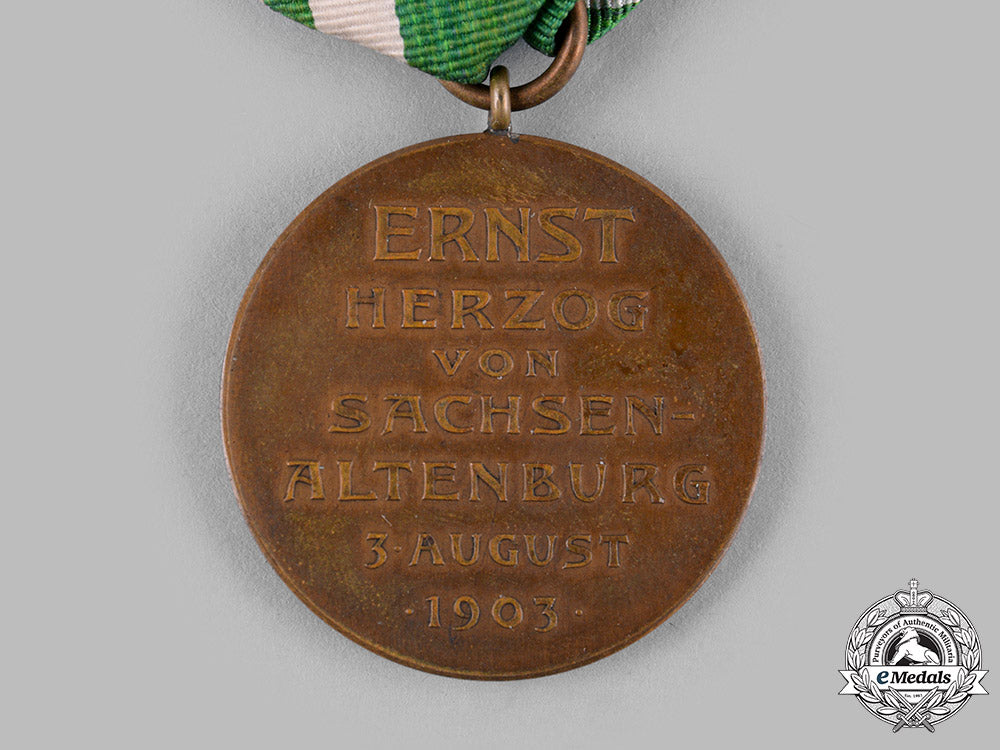 ERNST
HERZOG
VON
SACHSEN-
ALTENBURG
3·AUGUST
·1903·
Purveyors of Authentic Militaria
eMedals